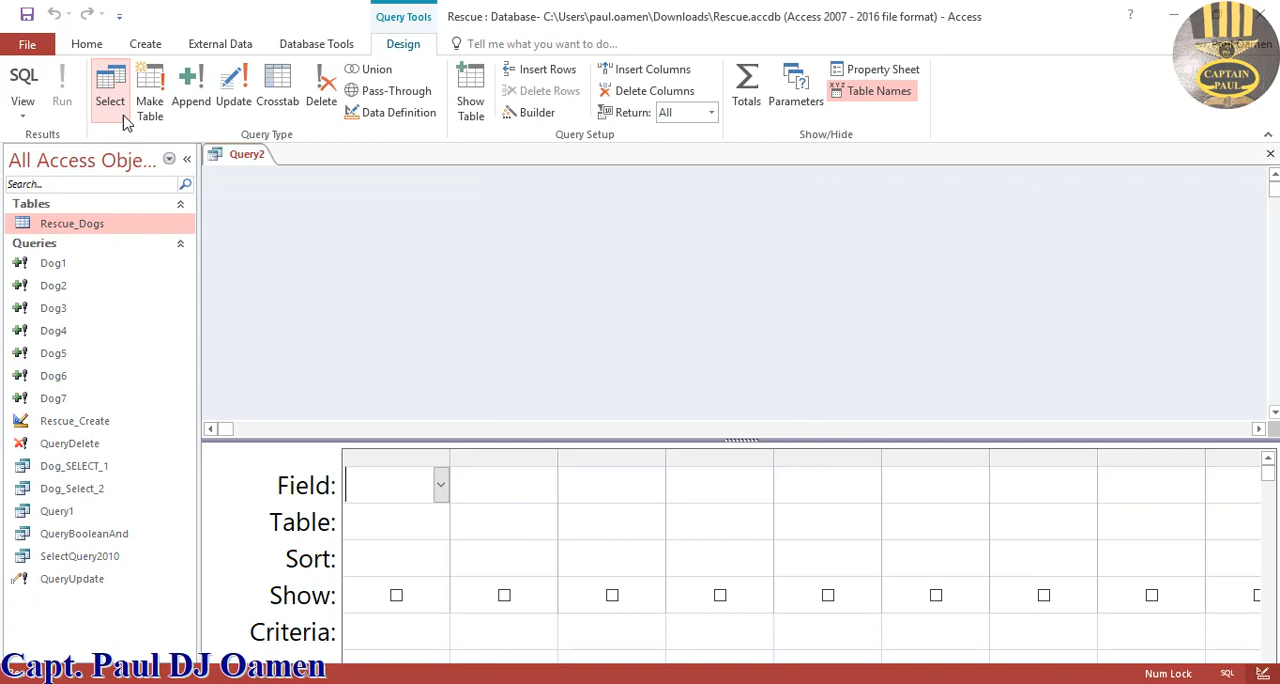 Query Tools
Rescue : Database- C:\Users\paul.oamen\Downloads\Rescue.accdb (Access 2007 - 2016 file format) - Access
?
File
Home
Create
External Data
Database Tools
Design
Tell me what you want to do...
Oamen
CAPTAIN
PAUL
SQL
View
Run
Results
Select
Make
Table
Append
Update
Crosstab
Delete
Union
Pass-Through
Data Definition
Query Type
Show
Table
Insert Rows
Delete Rows
Builder
Insert Columns
Delete Columns
Return:
All
Query Setup
Totals
Parameters
Property Sheet
XYZ
Table Names
Show/Hide
All Access Obje...
Search...
Tables
Rescue_Dogs
Queries
Dog1
Dog2
Dog3
Dog4
Dog5
Dog6
Dog7
Rescue_Create
QueryDelete
Dog_SELECT_1
Dog_Select_2
Query1
QueryBooleanAnd
SelectQuery2010
QueryUpdate
Query2
Field:
Table:
Sort:
Show:
Criteria:
Capt. Paul DJ Oamen
Num Lock
SQL